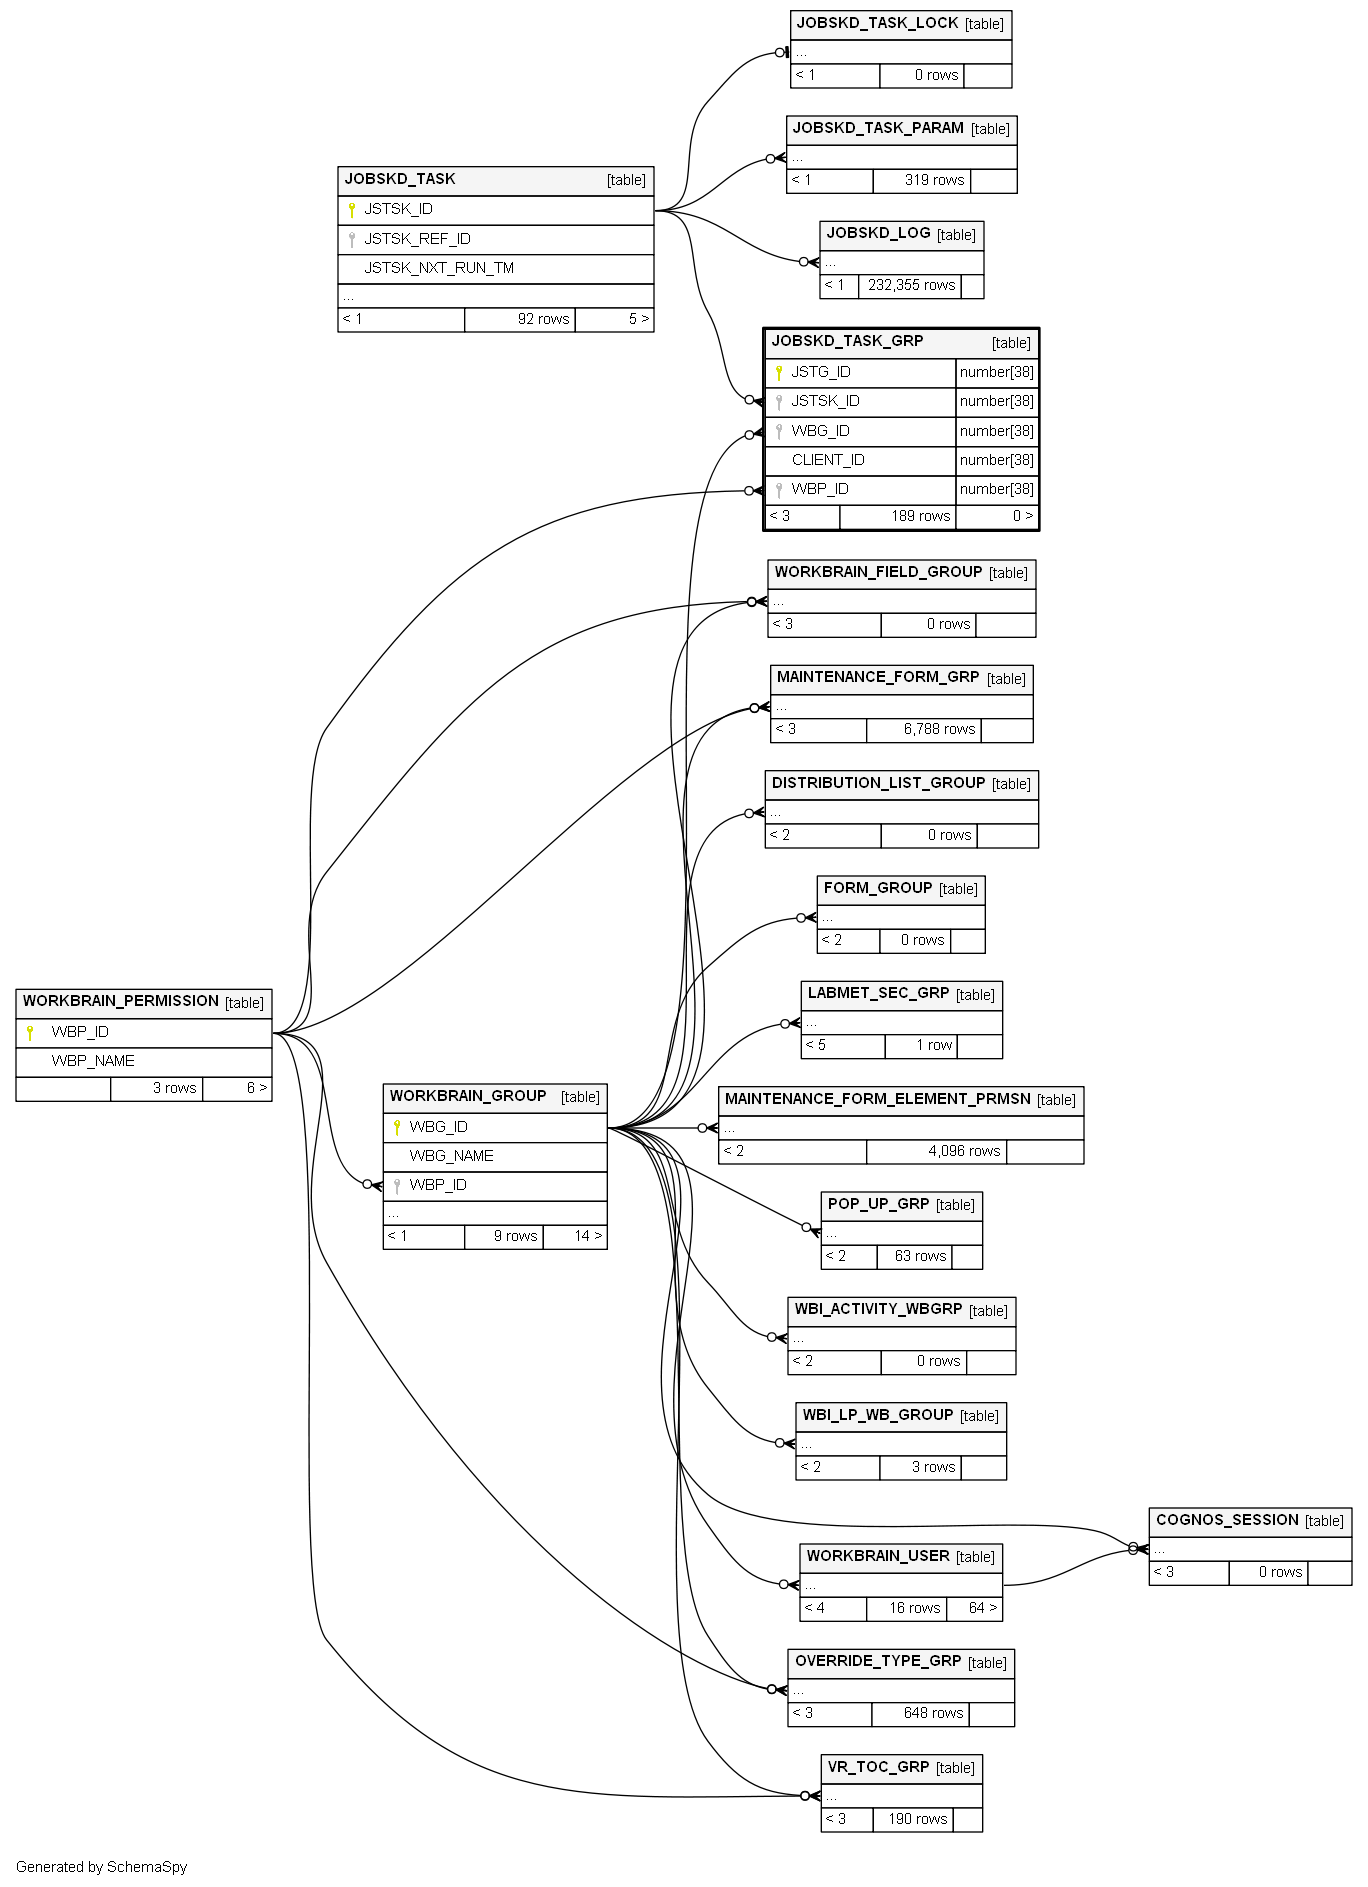 JOBSKD_TASK_LOCK [table]
...
< 1 0 rows
JOBSKD_TASK_PARAM [table]
...
< 1 319 rows
JOBSKD_TASK [table]
JSTSK_ID
JSTSK_REF_ID
JSTSK_NXT_RUN_TM
...
< 1 92 rows 5 >
JOBSKD_LOG [table]
...
< 1 232,355 rows
JOBSKD_TASK_GRP [table]
JSTG_ID number[38]
JSTSK_ID number[38]
WBG_ID number[38]
CLIENT_ID number[38]
WBP_ID number[38]
< 3 189 rows 0 >
WORKBRAIN_FIELD_GROUP [table]
...
< 3 0 rows
MAINTENANCE_FORM_GRP [table]
...
< 3 6,788 rows
DISTRIBUTION_LIST_GROUP [table]
...
< 2 0 rows
FORM_GROUP [table]
...
< 2 0 rows
LABMET_SEC_GRP [table]
...
< 5 1 row
WORKBRAIN_PERMISSION [table]
WBP_ID
WBP_NAME
3 rows 6 >
WORKBRAIN_GROUP [table]
WBG_ID
WBG_NAME
WBP_ID
...
< 1 9 rows 14 >
MAINTENANCE_FORM_ELEMENT_PRMSN [table]
...
< 2 4,096 rows
POP_UP_GRP [table]
...
< 2 63 rows
WBI_ACTIVITY_WBGRP [table]
...
< 2 0 rows
WBI_LP_WB_GROUP [table]
...
< 2 3 rows
COGNOS_SESSION [table]
...
< 3 0 rows
WORKBRAIN_USER [table]
...
< 4 16 rows 64 >
OVERRIDE_TYPE_GRP [table]
...
< 3 648 rows
VR_TOC_GRP [table]
...
< 3 190 rows
Generated by SchemaSpy